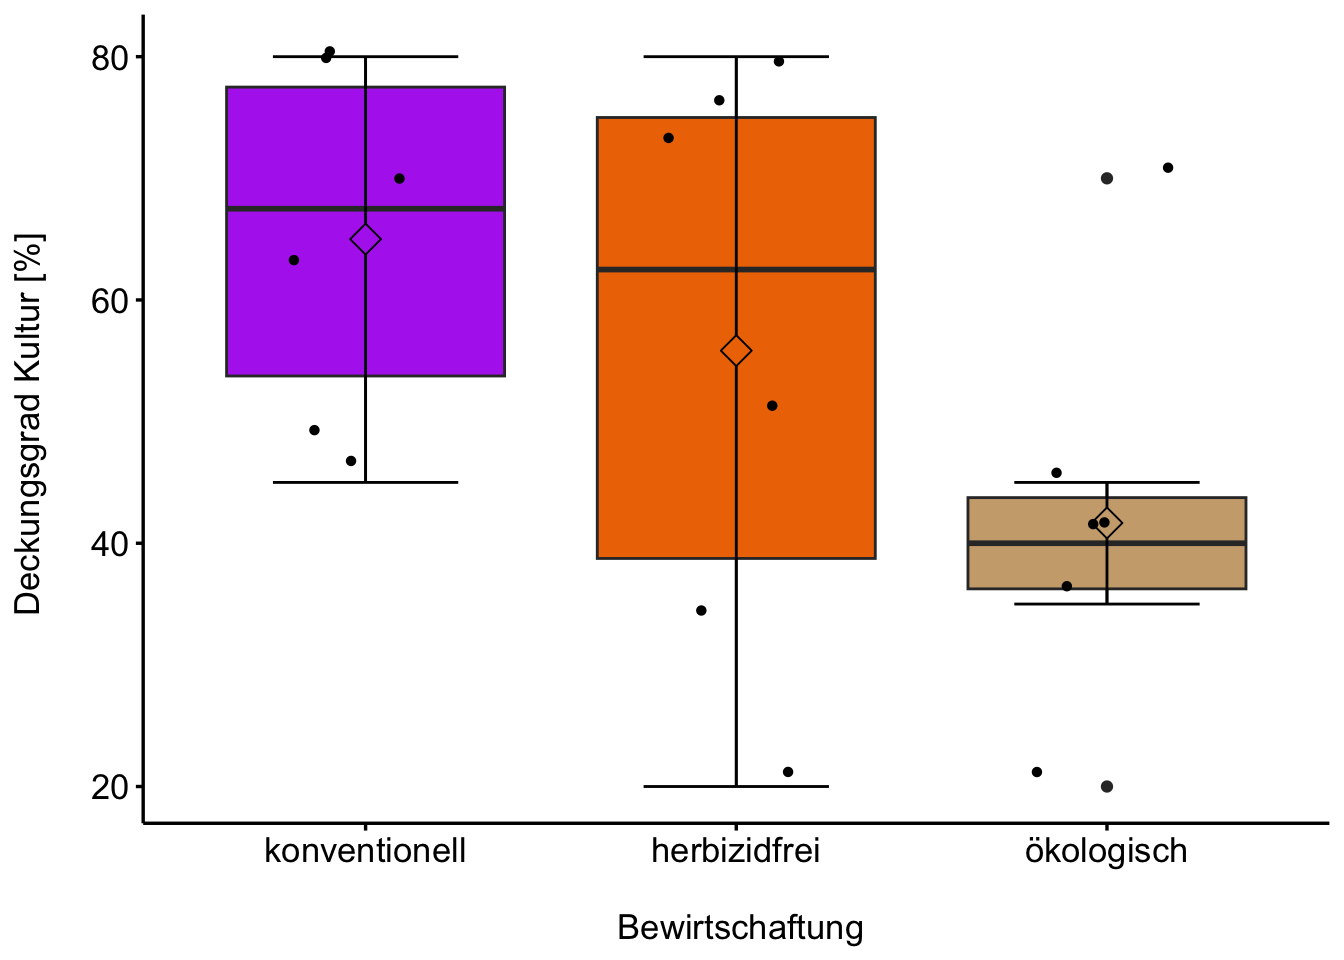 Deckungsgrad Kultur [%]
80
60
40
20
konventionell
herbizidfrei
ökologisch
Bewirtschaftung